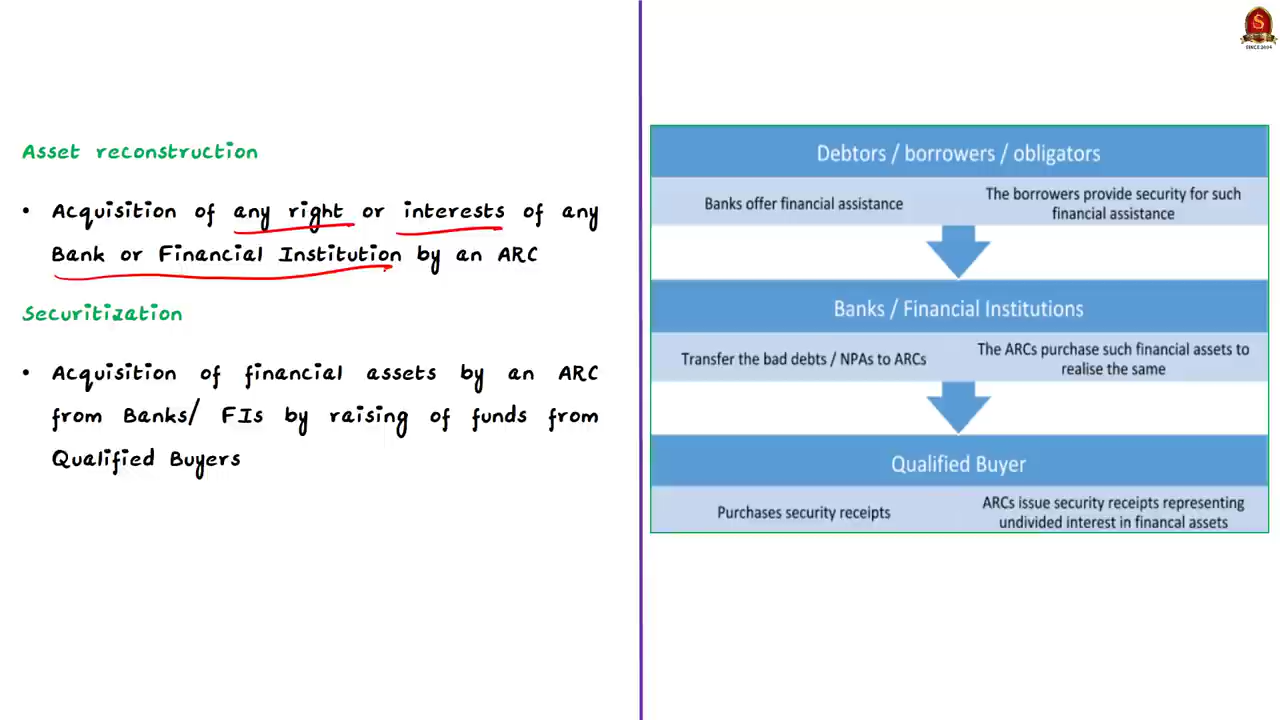 Asset reconstruction
• Acquisition of any right or interests of any
Bank or Financial Institution by an ARC
Securitization
• Acquisition of financial assets by an ARC
from Banks/ FIs by raising of funds from
Qualified Buyers
S
SINCE 2004
Debtors / borrowers / obligators
Banks offer financial assistance
The borrowers provide security for such
financial assistance
Banks / Financial Institutions
Transfer the bad debts / NPAs to ARCs
The ARCs purchase such financial assets to
realise the same
Qualified Buyer
Purchases security receipts
ARCs issue security receipts representing
undivided interest in financal assets